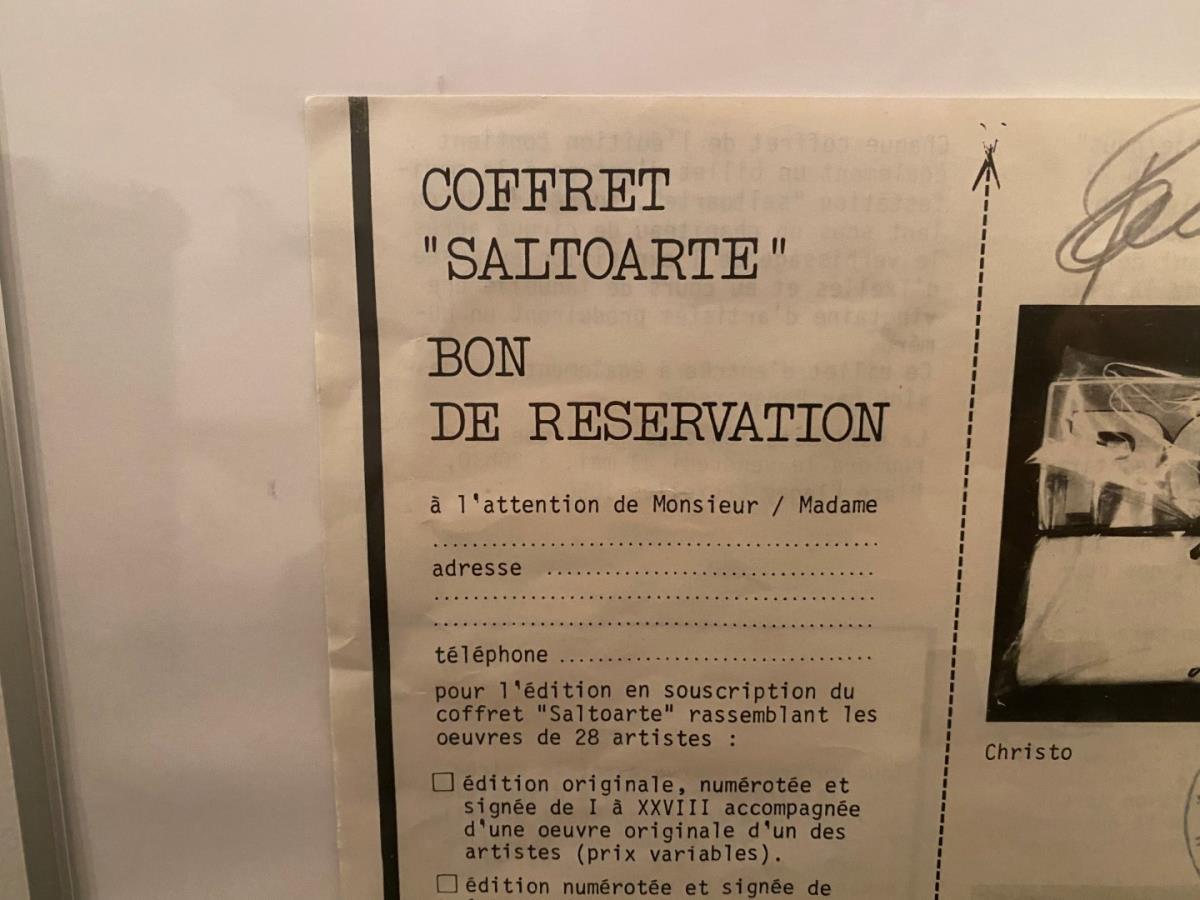 COFFRET
"SALTOARTE"
BON
DE RESERVATION
à l'attention de Monsieur / Madame
adresse
téléphone
pour l'édition en souscription du
coffret "Saltoarte" rassemblant les
oeuvres de 28 artistes :
édition originale, numérotée et
signée de I à XXVIII accompagnée
d'une oeuvre originale d'un des
artistes (prix variables).
édition numérotée et signée de
Christo